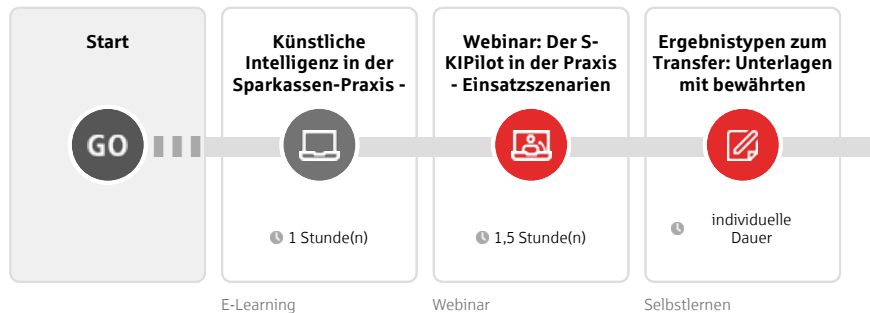 Start
GO
Künstliche
Intelligenz in der
Sparkassen-Praxis -
1 Stunde(n)
E-Learning
Webinar: Der S-
KIPilot in der Praxis
- Einsatzszenarien
1,5 Stunde(n)
Webinar
Ergebnistypen zum
Transfer: Unterlagen
mit bewährten
individuelle
Dauer
Selbstlernen